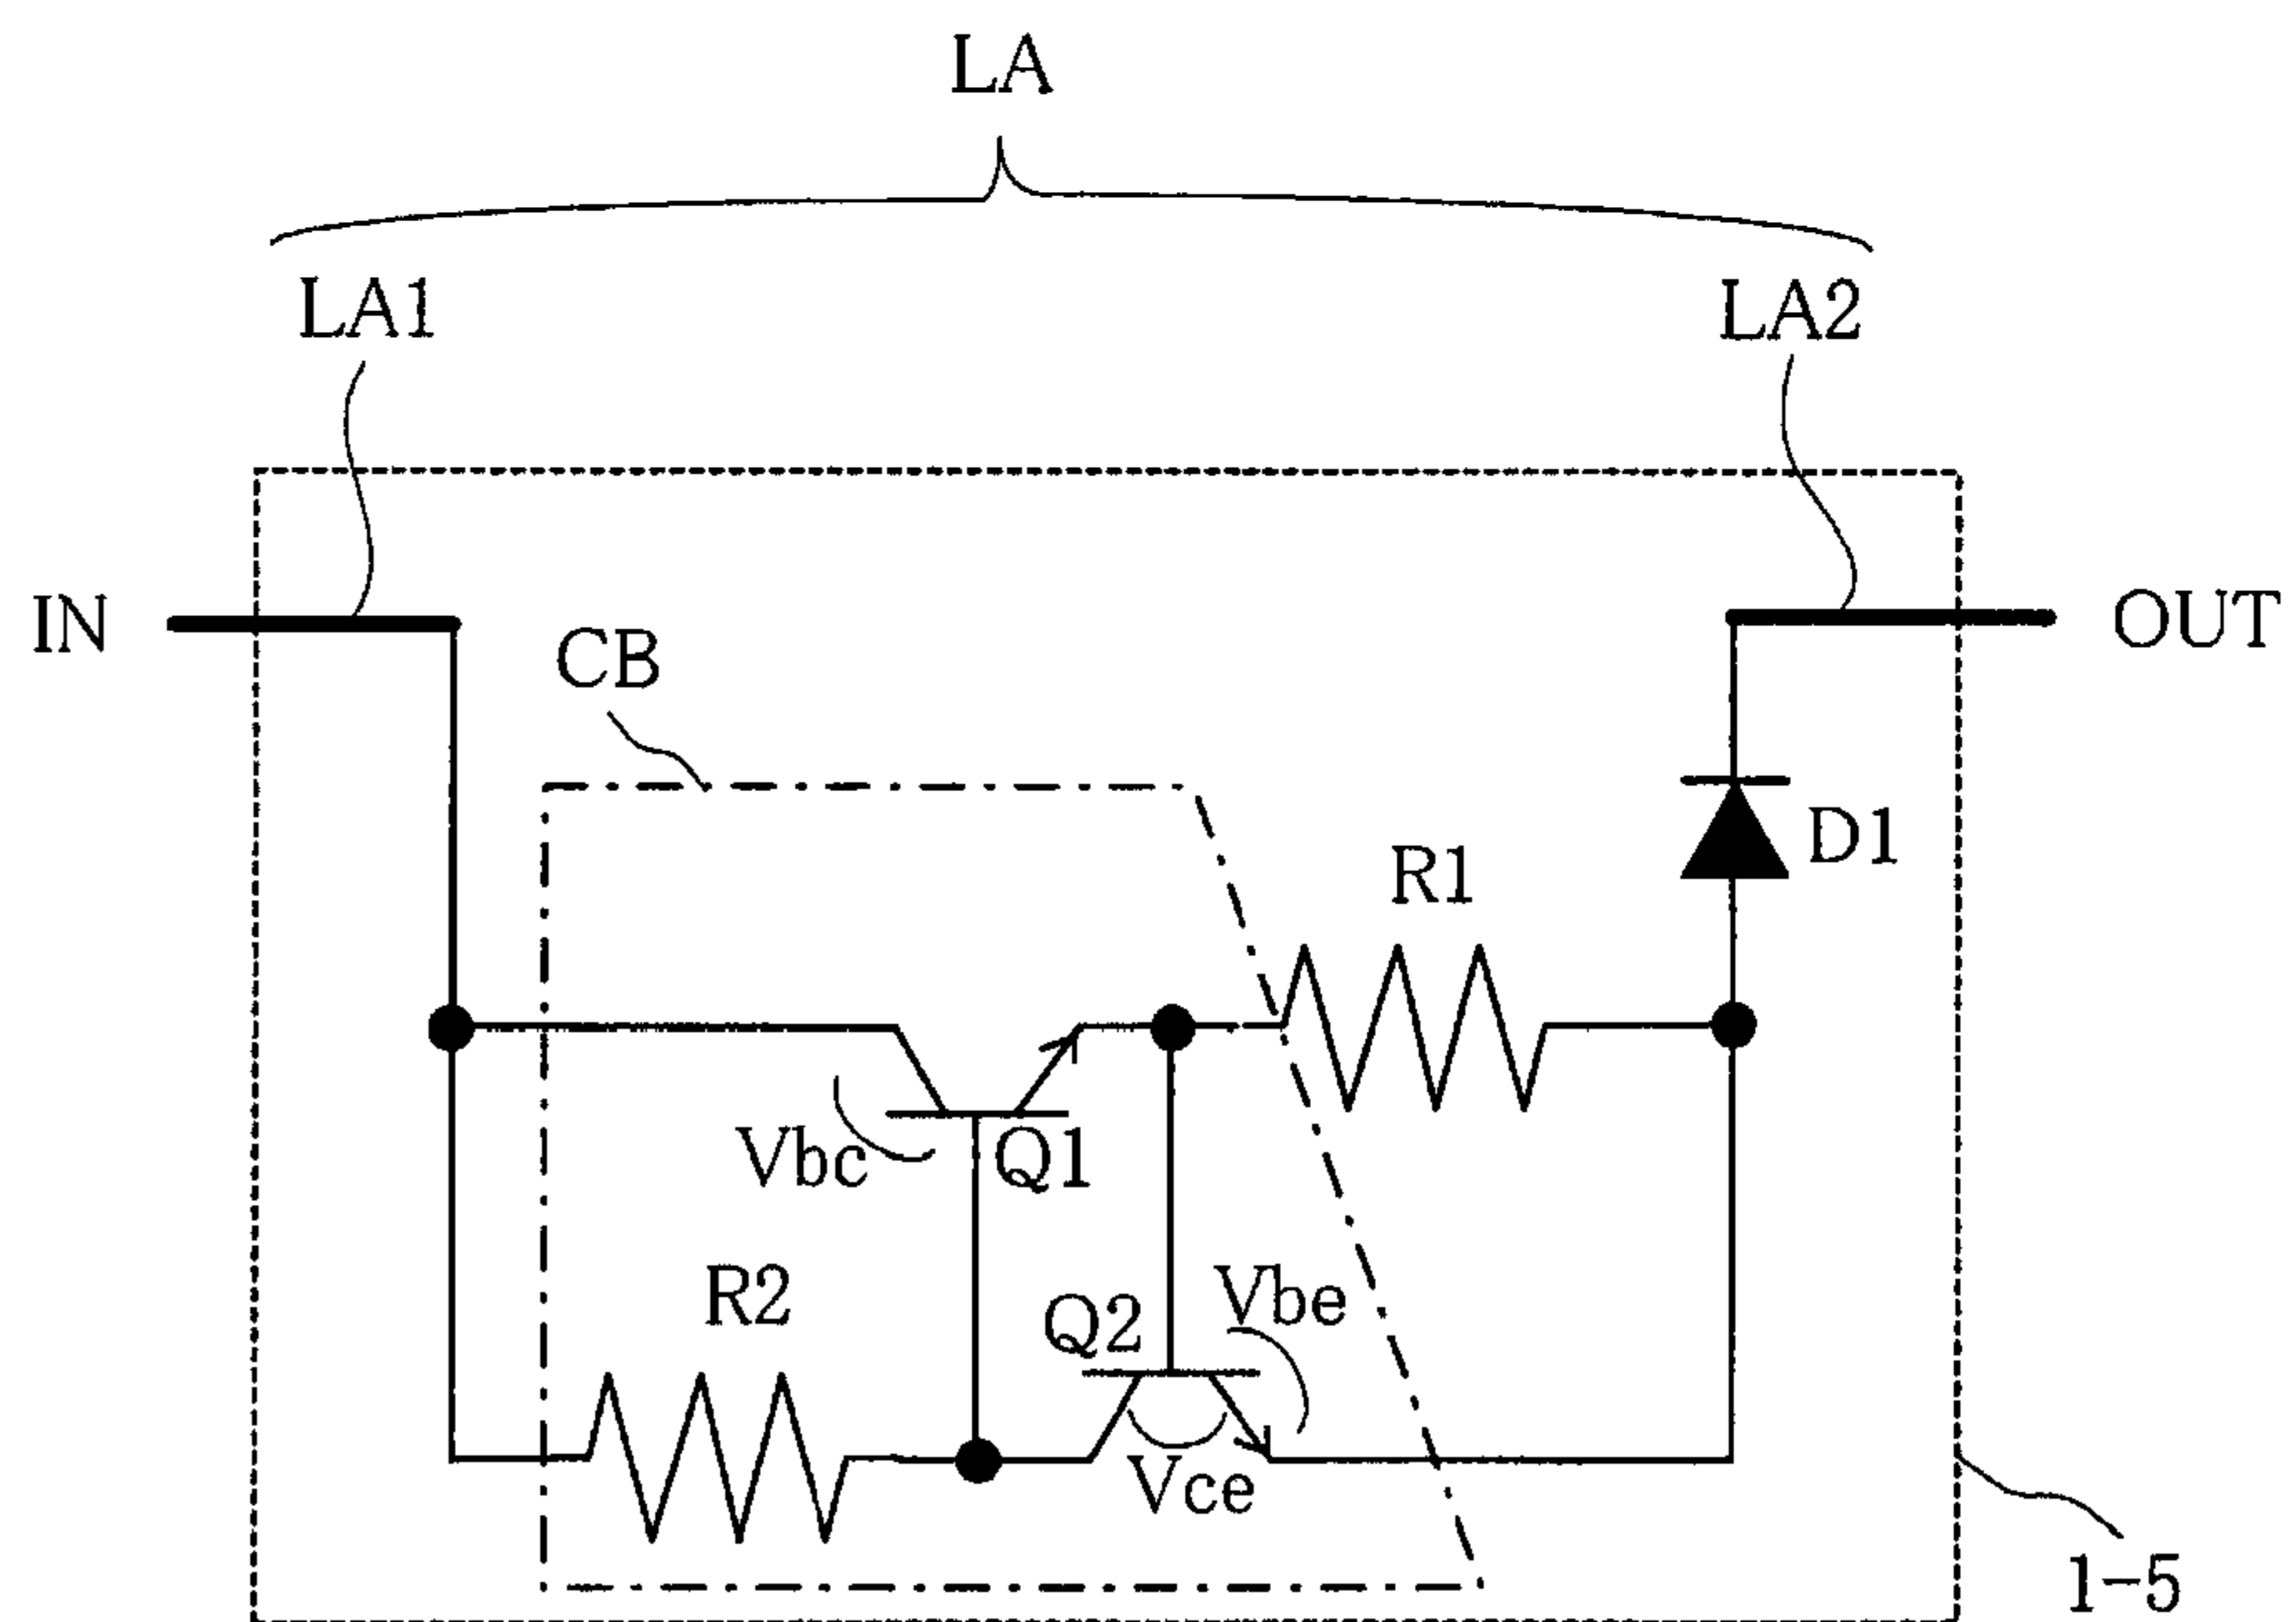 LA
LA1 LA2
IN OUT
CB
D1
R1
Vbc Q1
R2 Q2 Vbe
Vce
1-5